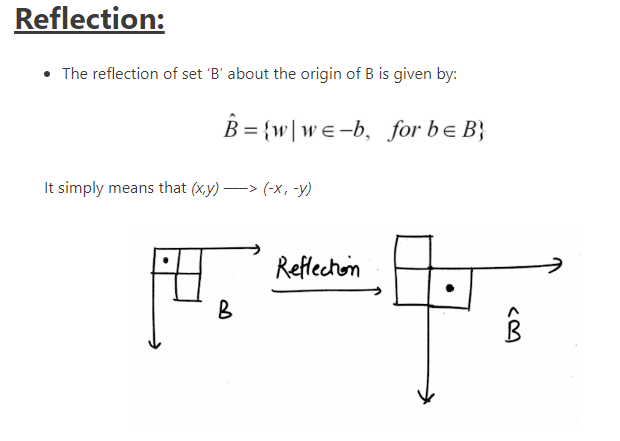 Reflection:
• The reflection of set ‘B’ about the origin of B is given by:
B̂ = {w| w ∈ –b, for b ∈ B}
It simply means that (x,y) —–> (-x, -y)
Reflection
B
B̂